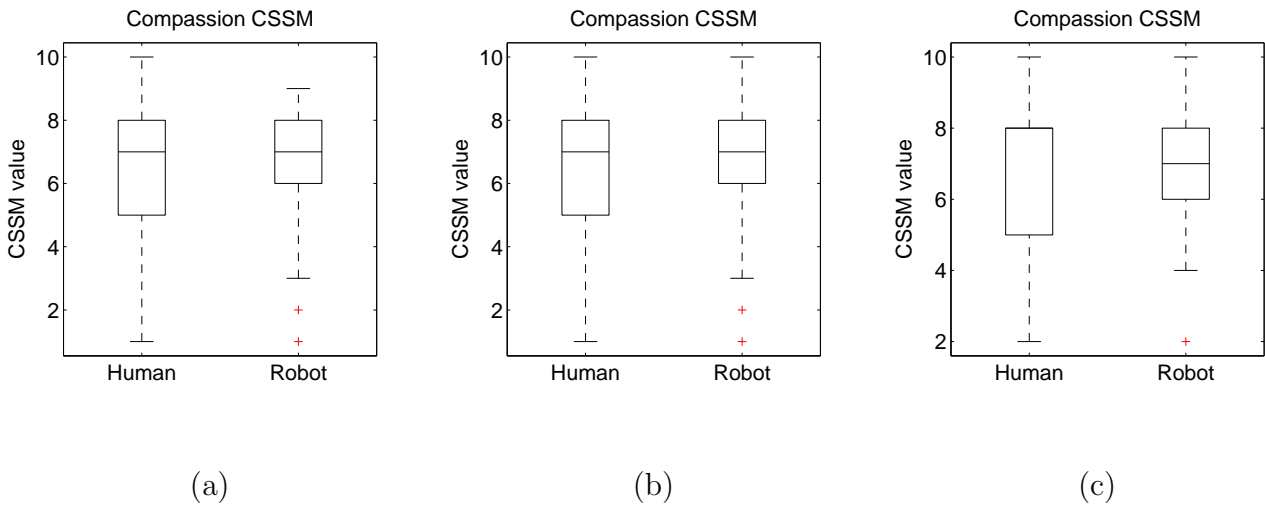 Compassion CSSM
10
8
6
4
2
CSSM value
Human Robot
(a)
Compassion CSSM
10
8
6
4
2
CSSM value
Human Robot
(b)
Compassion CSSM
10
8
6
4
2
CSSM value
Human Robot
(c)